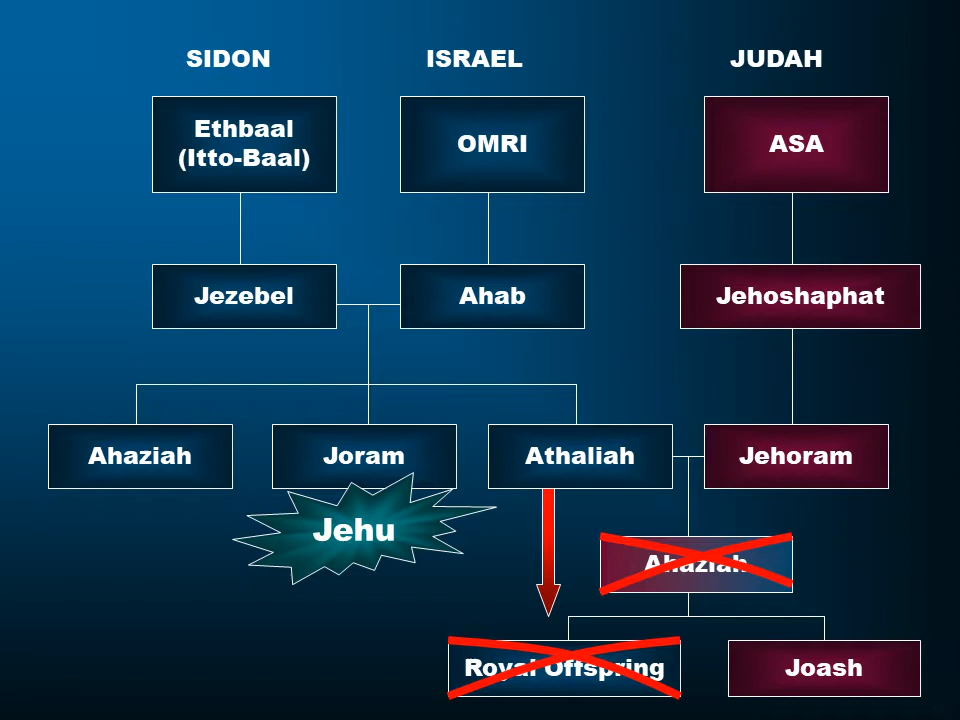 SIDON ISRAEL JUDAH
Ethbaal
(Itto-Baal)
OMRI
ASA
Jezebel
Ahab
Jehoshaphat
Ahaziah
Joram
Athaliah
Jehoram
Jehu
Ahaziah
Royal Offspring
Joash